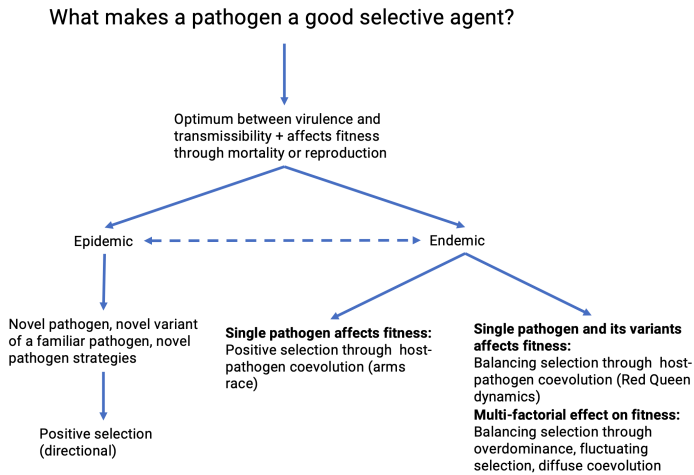 What makes a pathogen a good selective agent?
Optimum between virulence and
transmissibility + affects fitness
through mortality or reproduction
Epidemic
Endemic
Novel pathogen, novel variant
of a familiar pathogen, novel
pathogen strategies
Positive selection
(directional)
Single pathogen affects fitness:
Positive selection through host-
pathogen coevolution (arms
race)
Single pathogen and its variants
affects fitness:
Balancing selection through host-
pathogen coevolution (Red Queen
dynamics)
Multi-factorial effect on fitness:
Balancing selection through
overdominance, fluctuating
selection, diffuse coevolution